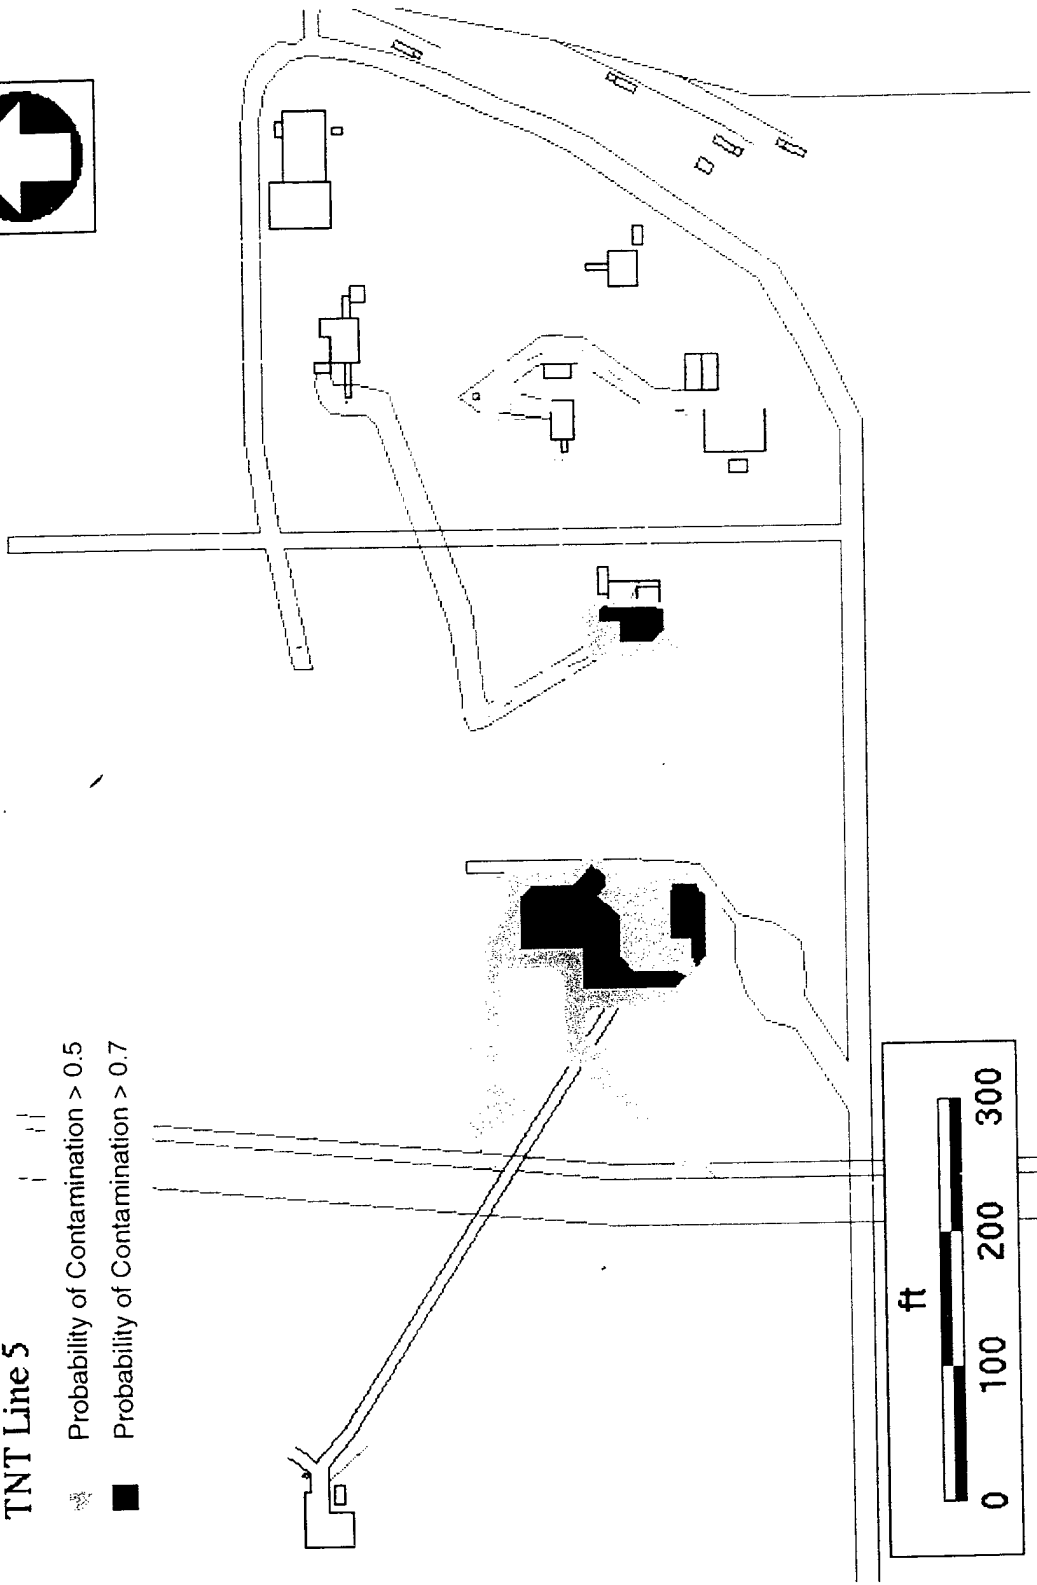 TNT Line 5
Probability of Contamination > 0.5
Probability of Contamination > 0.7
ft
0 100 200 300